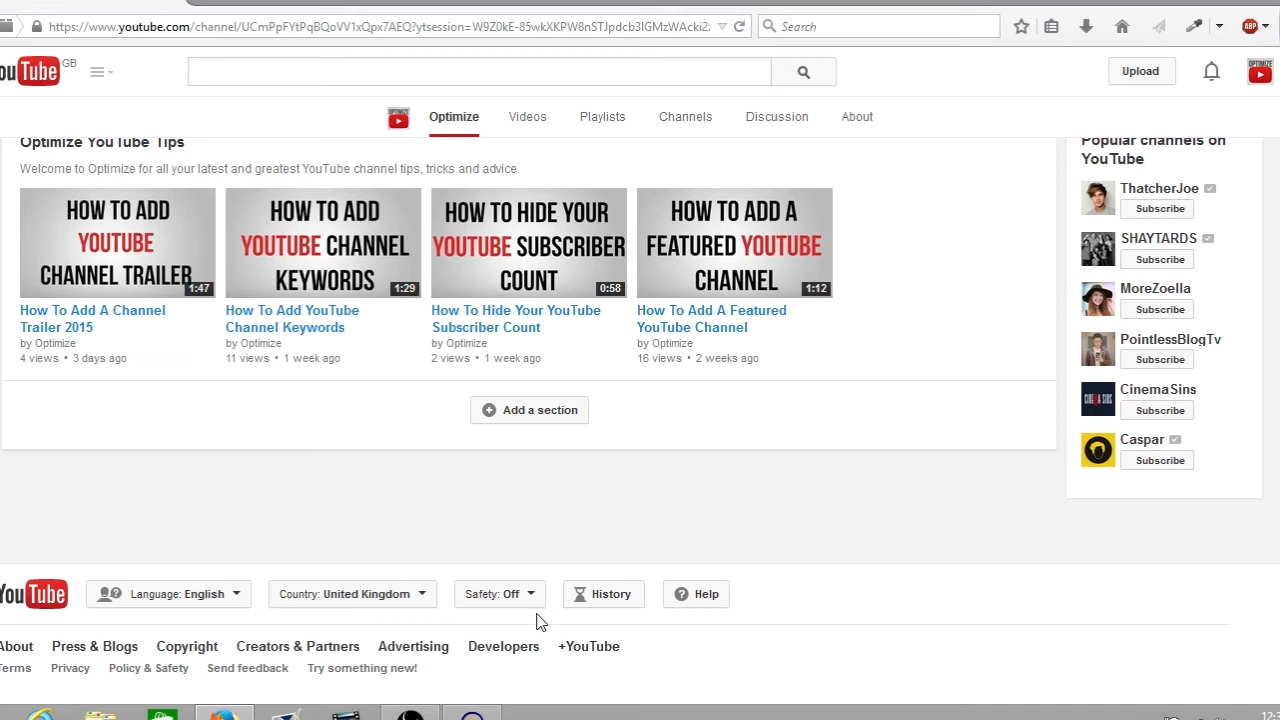 https://www.youtube.com/channel/UCmPpFYtPqBQoVV1xQpx7AEQ?ytsession=W9Z0kE-85wkXKPW8nSTJpdcb3IGMzWAcki2:
Search
ABP
ouTube GB
Upload
OPTIMIZE
OPTIMIZE
Optimize
Videos
Playlists
Channels
Discussion
About
Optimize YouTube Tips
Welcome to Optimize for all your latest and greatest YouTube channel tips, tricks and advice.
HOW TO ADD
YOUTUBE
CHANNEL TRAILER
1:47
How To Add A Channel
Trailer 2015
by Optimize
4 views • 3 days ago
HOW TO ADD
YOUTUBE CHANNEL
KEYWORDS
1:29
How To Add YouTube
Channel Keywords
by Optimize
11 views • 1 week ago
HOW TO HIDE YOUR
YOUTUBE SUBSCRIBER
COUNT
0:58
How To Hide Your YouTube
Subscriber Count
by Optimize
2 views • 1 week ago
HOW TO ADD A
FEATURED YOUTUBE
CHANNEL
1:12
How To Add A Featured
YouTube Channel
by Optimize
16 views • 2 weeks ago
Add a section
Popular channels on
YouTube
ThatcherJoe
Subscribe
SHAYTARDS
Subscribe
MoreZoella
Subscribe
PointlessBlogTv
Subscribe
CinemaSins
Subscribe
CINEMA SINS
Caspar
Subscribe
YouTube
Language: English
Country: United Kingdom
Safety: Off
History
Help
About
Press & Blogs
Copyright
Creators & Partners
Advertising
Developers
+YouTube
Terms
Privacy
Policy & Safety
Send feedback
Try something new!